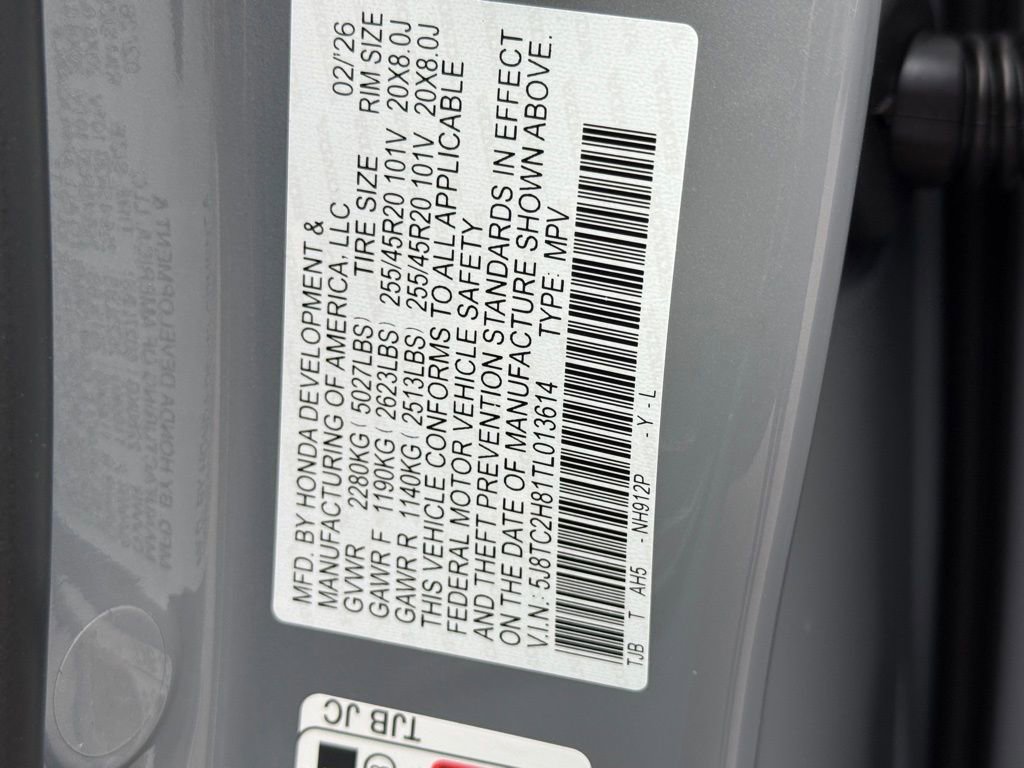 MFD. BY HONDA DEVELOPMENT &
MANUFACTURING OF AMERICA, LLC 02/'26
GVWR 2280KG ( 5027LBS) TIRE SIZE RIM SIZE
GAWR F 1190KG ( 2623LBS) 255/45R20 101V 20X8.0J
GAWR R 1140KG ( 2513LBS) 255/45R20 101V 20X8.0J
THIS VEHICLE CONFORMS TO ALL APPLICABLE
FEDERAL MOTOR VEHICLE SAFETY
AND THEFT PREVENTION STANDARDS IN EFFECT
ON THE DATE OF MANUFACTURE SHOWN ABOVE.
V.I.N: 5J8TC2H81TL013614 TYPE: MPV
TJB T AH5 -NH912P - Y - L
TJB JC